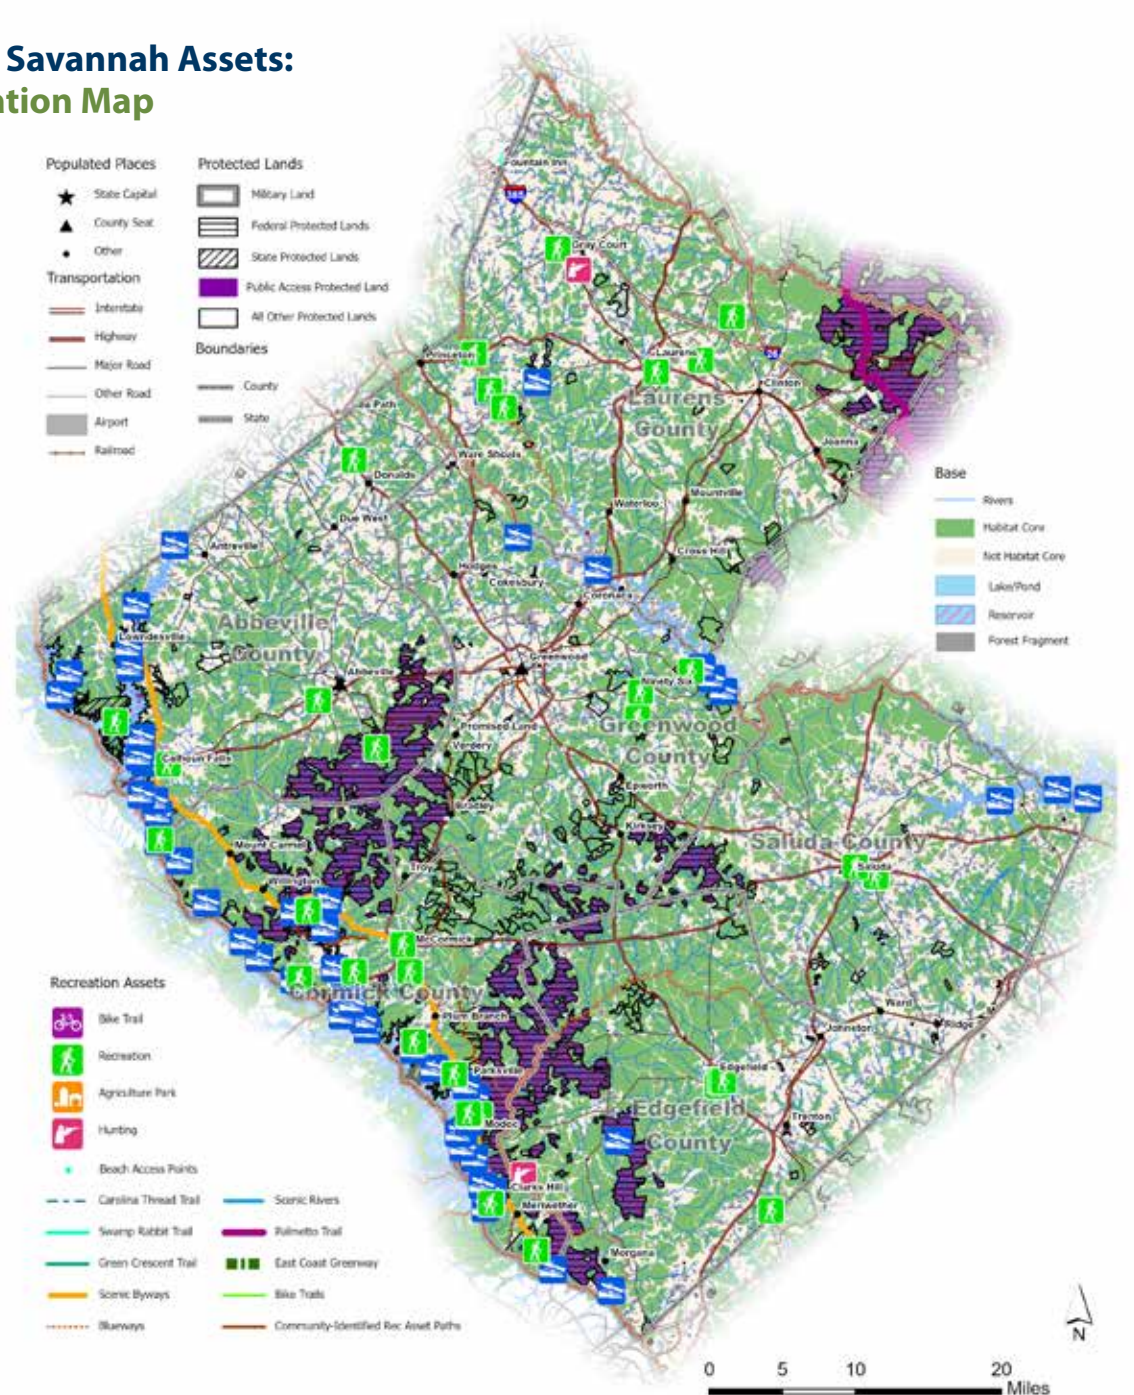 Savannah Assets:
ation Map
Populated Places
State Capital
County Seat
Other
Transportation
Interstate
Highway
Major Road
Other Road
Airport
Railroad
Protected Lands
Military Land
Federal Protected Lands
State Protected Lands
Public Access Protected Land
All Other Protected Lands
Boundaries
County
State
Fountain Inn
385
Gray Court
Princeton
Laurens
26
Clinton
Laurens
County
Joanna
Path
Ware Shoals
Donalds
Due West
Antreville
Waterloo
Mountville
Cross Hill
Hodges
Cokesbury
Coronaca
Base
Rivers
Habitat Core
Not Habitat Core
Lake/Pond
Reservoir
Forest Fragment
Lowndesville
Abbeville
County
Abbeville
Greenwood
Ninety Six
Greenwood
County
Promised Land
Verdery
Calhoun Falls
Epworth
Bradley
Kirksey
Mount Carmel
Troy
Willington
Saluda County
Saluda
McCormick
Cormick County
Plum Branch
Ward
Ridge
Johnston
Parksville
Edgefield
Edgefield
County
Trenton
Modoc
Clarks Hill
Meriwether
Morgana
Recreation Assets
Bike Trail
Recreation
Agriculture Park
Hunting
Beach Access Points
Carolina Thread Trail
Swamp Rabbit Trail
Green Crescent Trail
Scenic Byways
Blueways
Scenic Rivers
Palmetto Trail
East Coast Greenway
Bike Trails
Community-Identified Rec Asset Paths
N
0 5 10 20
Miles